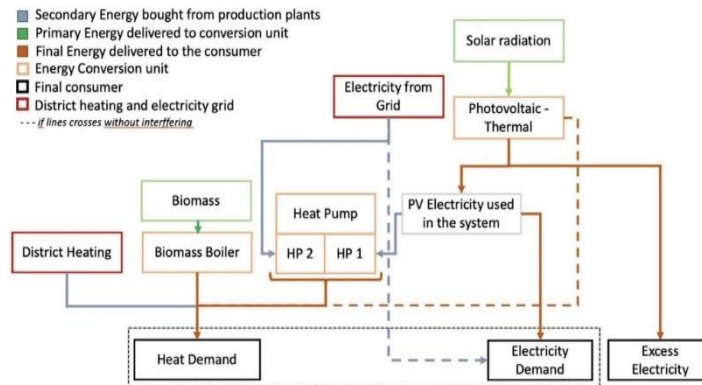 Secondary Energy bought from production plants
Primary Energy delivered to conversion unit
Final Energy delivered to the consumer
Energy Conversion unit
Final consumer
District heating and electricity grid
--- if lines crosses without interffering
Solar radiation
Electricity from
Grid
Photovoltaic -
Thermal
Biomass
Heat Pump
PV Electricity used
in the system
District Heating
Biomass Boiler
HP 2
HP 1
Heat Demand
Electricity
Demand
Excess
Electricity